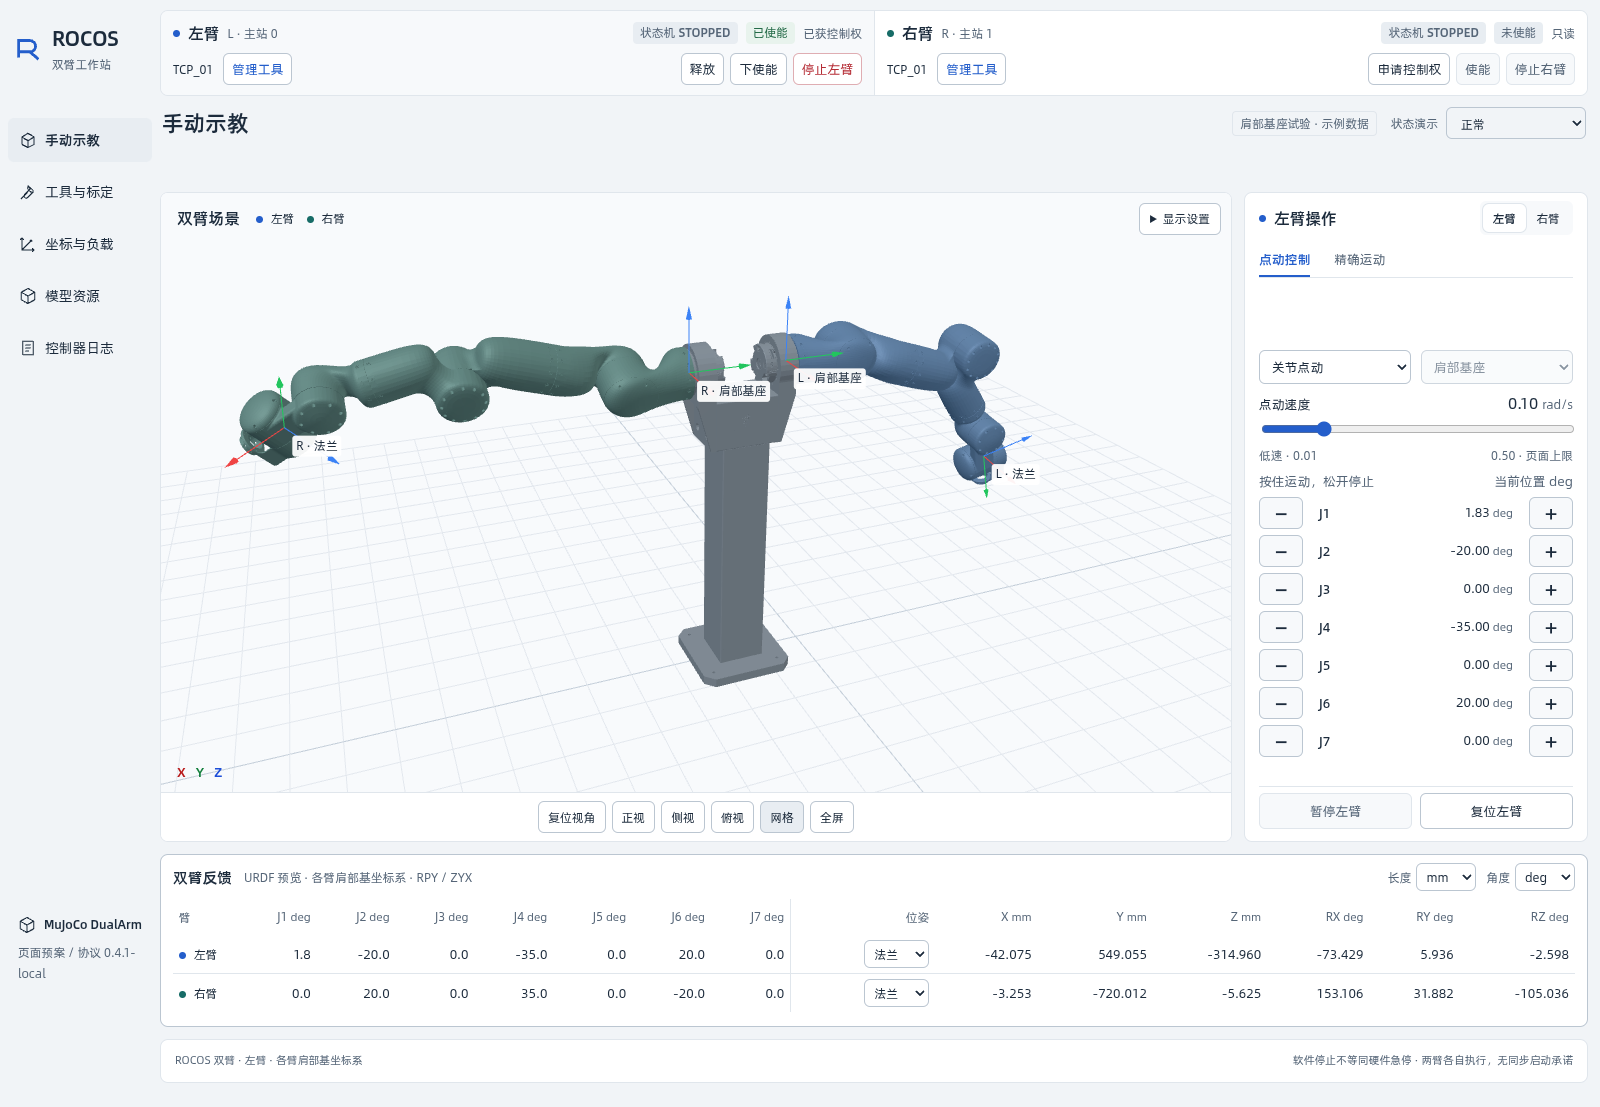 ROCOS
双臂工作站
手动示教
工具与标定
坐标与负载
模型资源
控制器日志
MuJoCo DualArm
页面预案 / 协议 0.4.1-
local
左臂 L · 主站 0 状态机 STOPPED 已使能 已获控制权
TCP_01 管理工具 释放 下使能 停止左臂
右臂 R · 主站 1 状态机 STOPPED 未使能 只读
TCP_01 管理工具 申请控制权 使能 停止右臂
手动示教 肩部基座试验 · 示例数据 状态演示 正常
双臂场景 左臂 右臂 显示设置
R · 肩部基座
L · 肩部基座
R · 法兰
L · 法兰
X Y Z
复位视角 正视 侧视 俯视 网格 全屏
左臂操作 左臂 右臂
点动控制 精确运动
关节点动 肩部基座
点动速度 0.10 rad/s
低速 · 0.01 0.50 · 页面上限
按住运动，松开停止 当前位置 deg
− J1 1.83 deg +
− J2 -20.00 deg +
− J3 0.00 deg +
− J4 -35.00 deg +
− J5 0.00 deg +
− J6 20.00 deg +
− J7 0.00 deg +
暂停左臂 复位左臂
双臂反馈 URDF 预览 · 各臂肩部基坐标系 · RPY / ZYX 长度 mm 角度 deg
臂 J1 deg J2 deg J3 deg J4 deg J5 deg J6 deg J7 deg 位姿 X mm Y mm Z mm RX deg RY deg RZ deg
左臂 1.8 -20.0 0.0 -35.0 0.0 20.0 0.0 法兰 -42.075 549.055 -314.960 -73.429 5.936 -2.598
右臂 0.0 20.0 0.0 35.0 0.0 -20.0 0.0 法兰 -3.253 -720.012 -5.625 153.106 31.882 -105.036
ROCOS 双臂 · 左臂 · 各臂肩部基坐标系 软件停止不等同硬件急停 · 两臂各自执行，无同步启动承诺